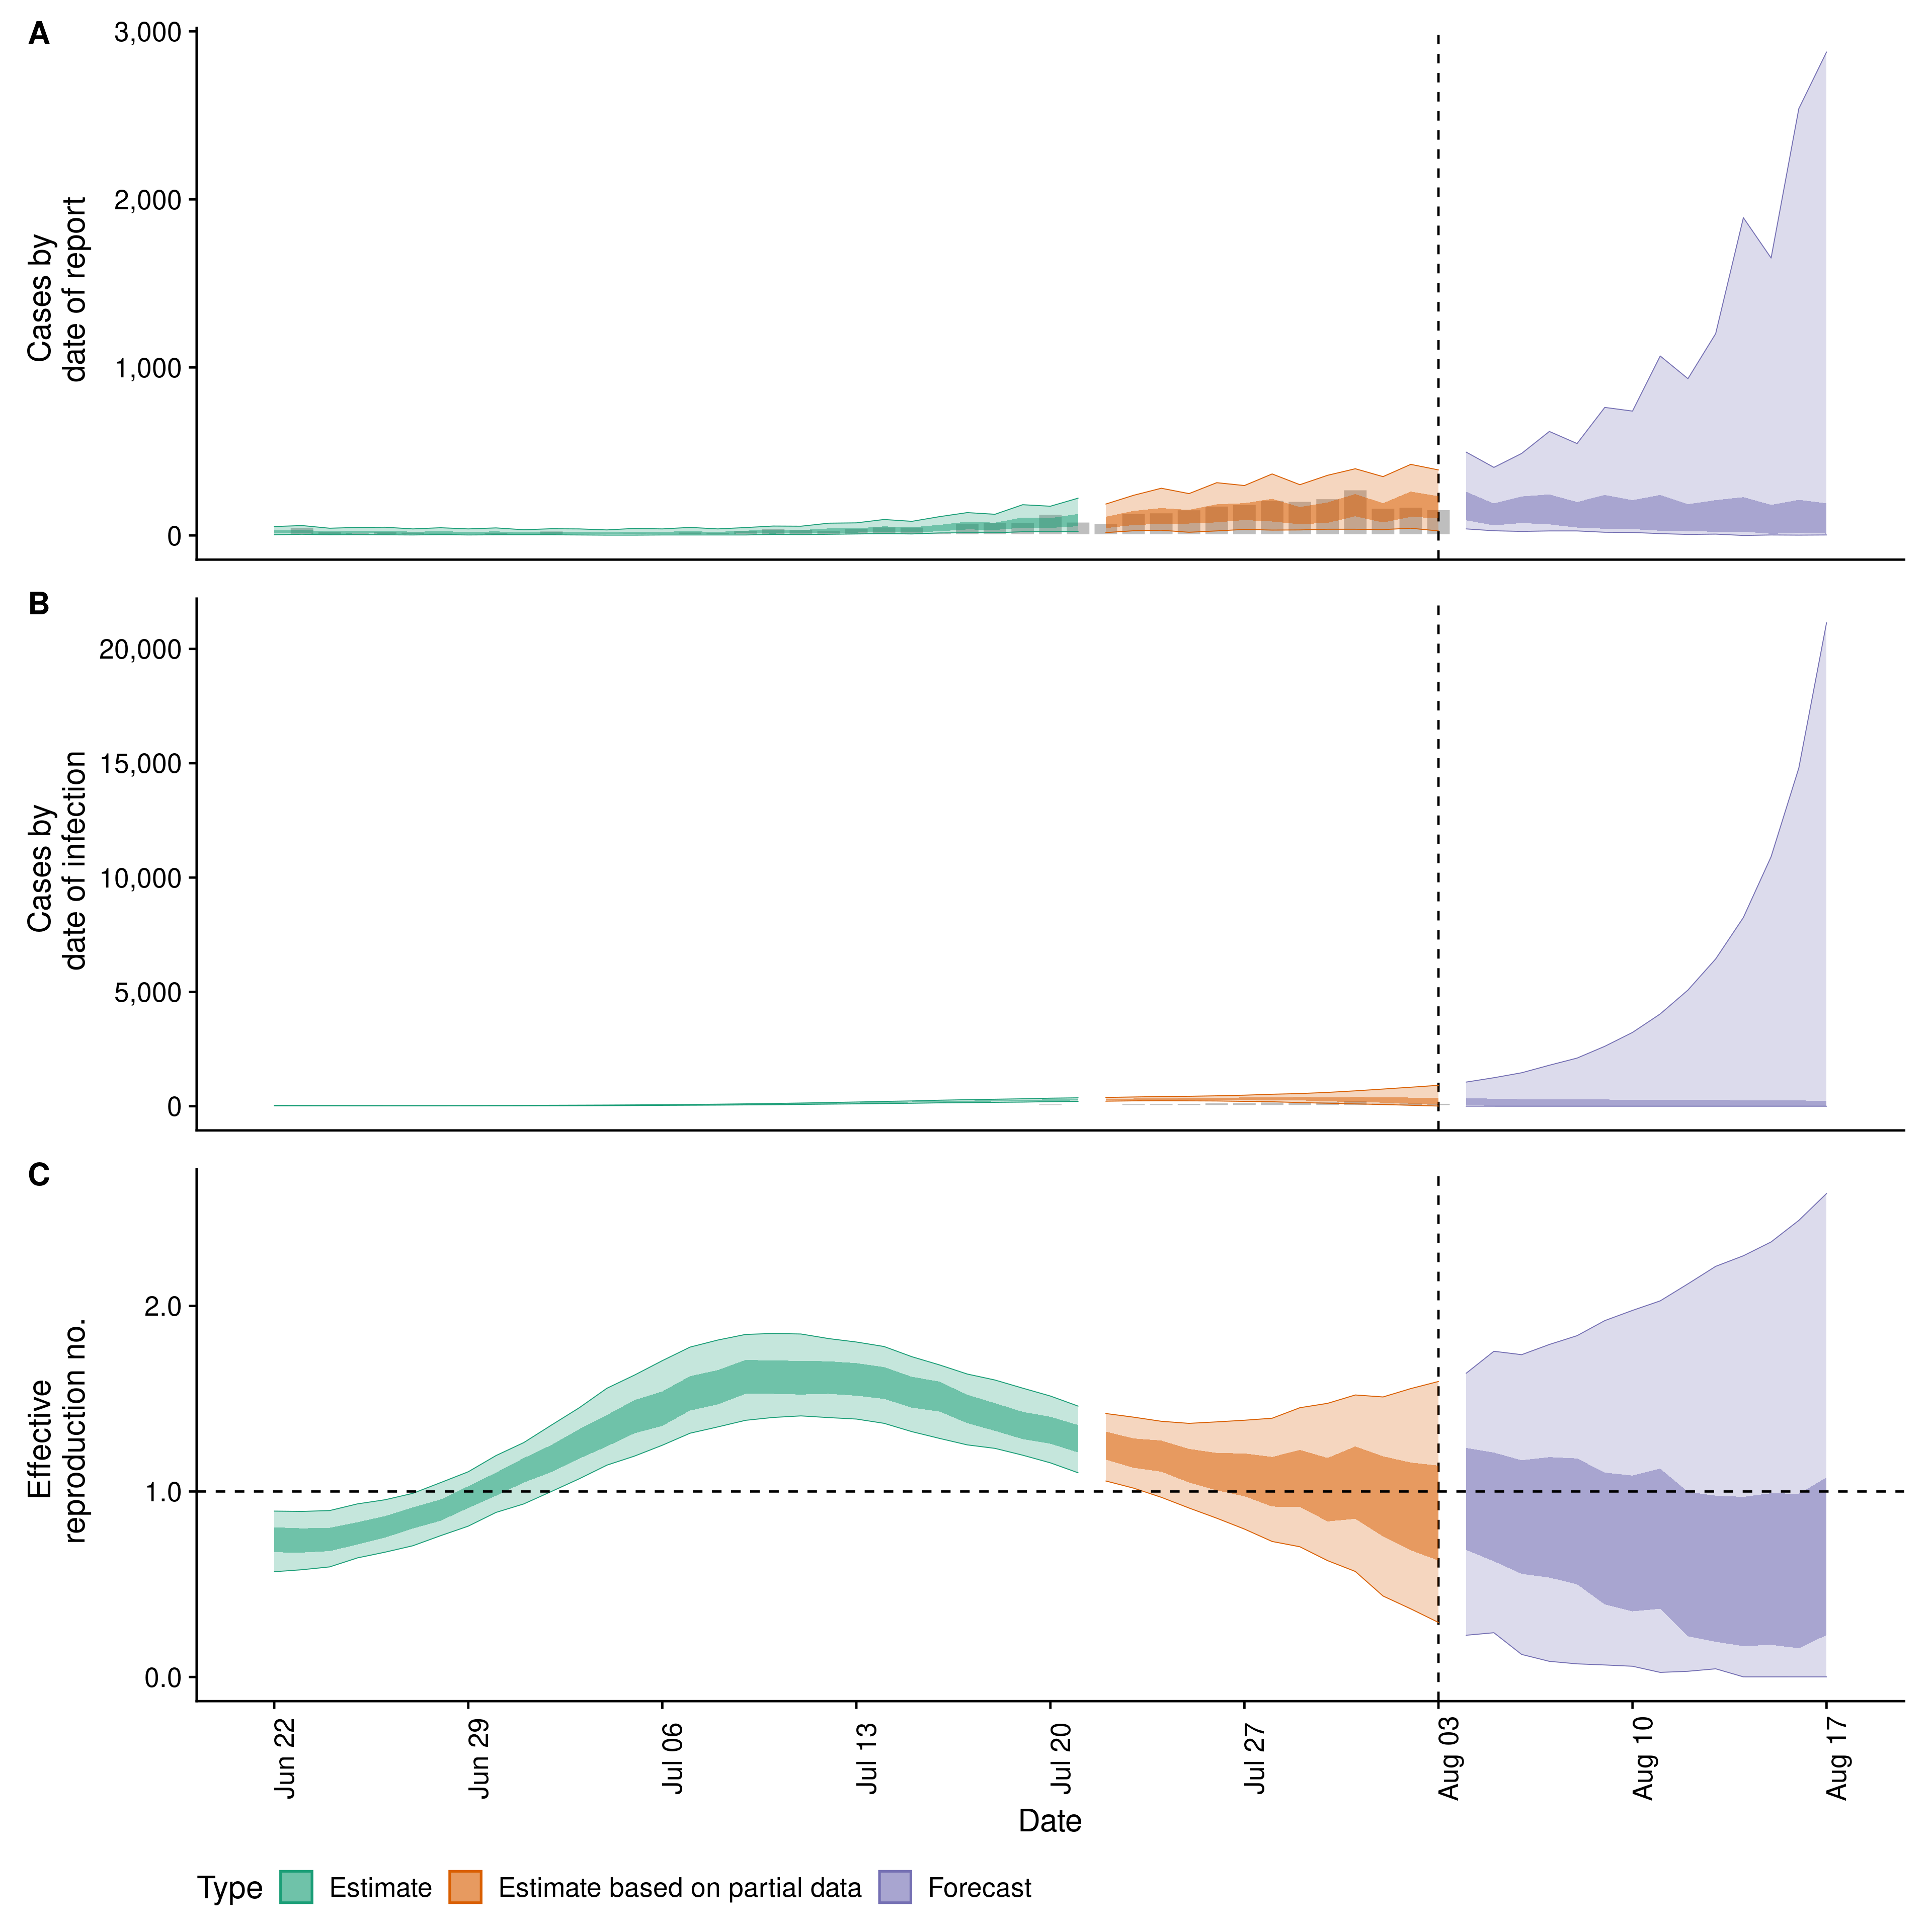 A
3,000
2,000
1,000
0
Cases by
date of report
B
20,000
15,000
10,000
5,000
0
Cases by
date of infection
C
2.0
1.0
0.0
Effective
reproduction no.
Jun 22
Jun 29
Jul 06
Jul 13
Jul 20
Jul 27
Aug 03
Aug 10
Aug 17
Date
Type Estimate Estimate based on partial data Forecast